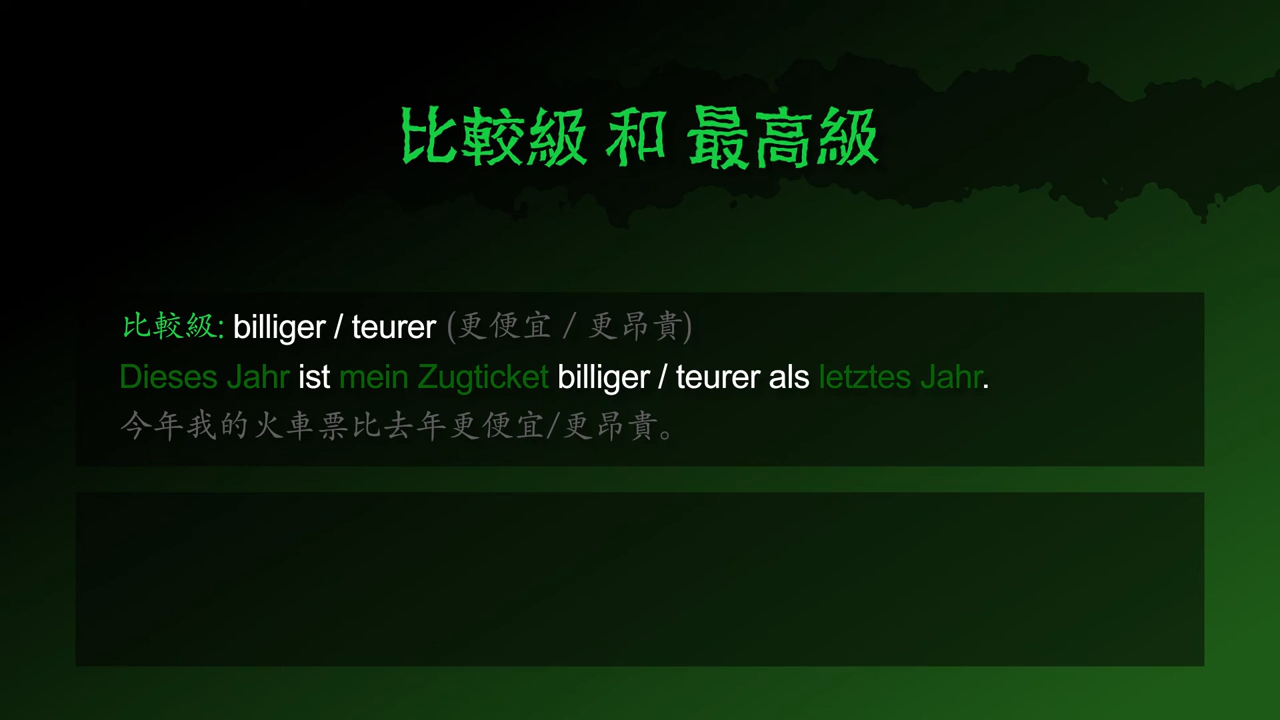 比較級 和 最高級
比較級: billiger / teurer (更便宜 / 更昂貴)
Dieses Jahr ist mein Zugticket billiger / teurer als letztes Jahr.
今年我的火車票比去年更便宜/更昂貴。